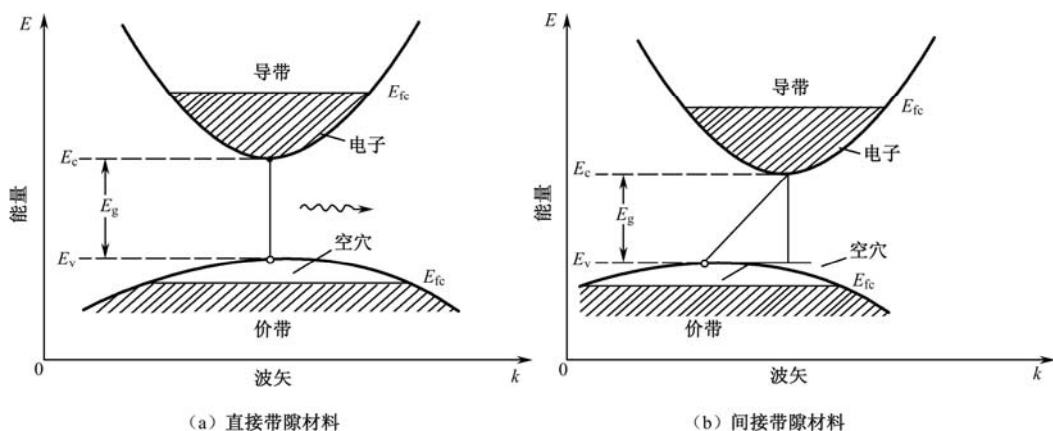 E
导带
E_fc
电子
E_c
能量
E_g
空穴
E_v
E_fc
价带
0
波矢
k
(a) 直接带隙材料
E
导带
E_fc
电子
E_c
能量
E_g
空穴
E_v
E_fc
价带
0
波矢
k
(b) 间接带隙材料